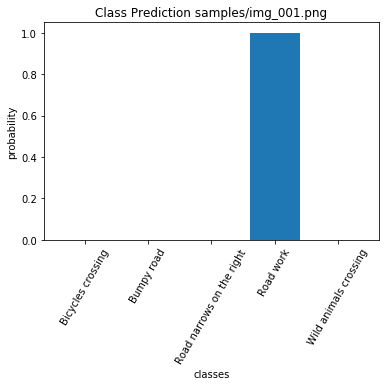 Class Prediction samples/img_001.png
probability
1.0
0.8
0.6
0.4
0.2
0.0
Bicycles crossing
Bumpy road
Road narrows on the right
Road work
Wild animals crossing
classes